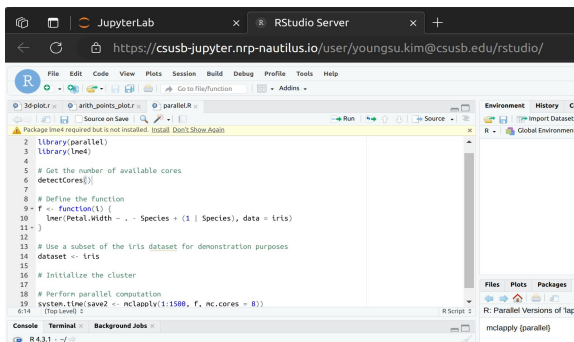 JupyterLab
RStudio Server
https://csusb-jupyter.nrp-nautilus.io/user/youngsu.kim@csusb.edu/rstudio/
File Edit Code View Plots Session Build Debug Profile Tools Help
Go to file/function Addins
3d-plot.r arith_points_plot.r parallel.R
Source on Save Run Source
Package lme4 required but is not installed. Install Don't Show Again
2 library(parallel)
3 library(lme4)
4
5 # Get the number of available cores
6 detectCores()
7
8 # Define the function
9 f <- function(i) {
10 lmer(Petal.Width ~ . - Species + (1 | Species), data = iris)
11 }
12
13 # Use a subset of the iris dataset for demonstration purposes
14 dataset <- iris
15
16 # Initialize the cluster
17
18 # Perform parallel computation
19 system.time(save2 <- mclapply(1:1500, f, mc.cores = 8))
6:14 (Top Level) R Script
Console Terminal Background Jobs
R 4.3.1 · ~/
Environment History C
Import Dataset
R Global Environmen
Files Plots Packages
R: Parallel Versions of 'lap
mclapply {parallel}